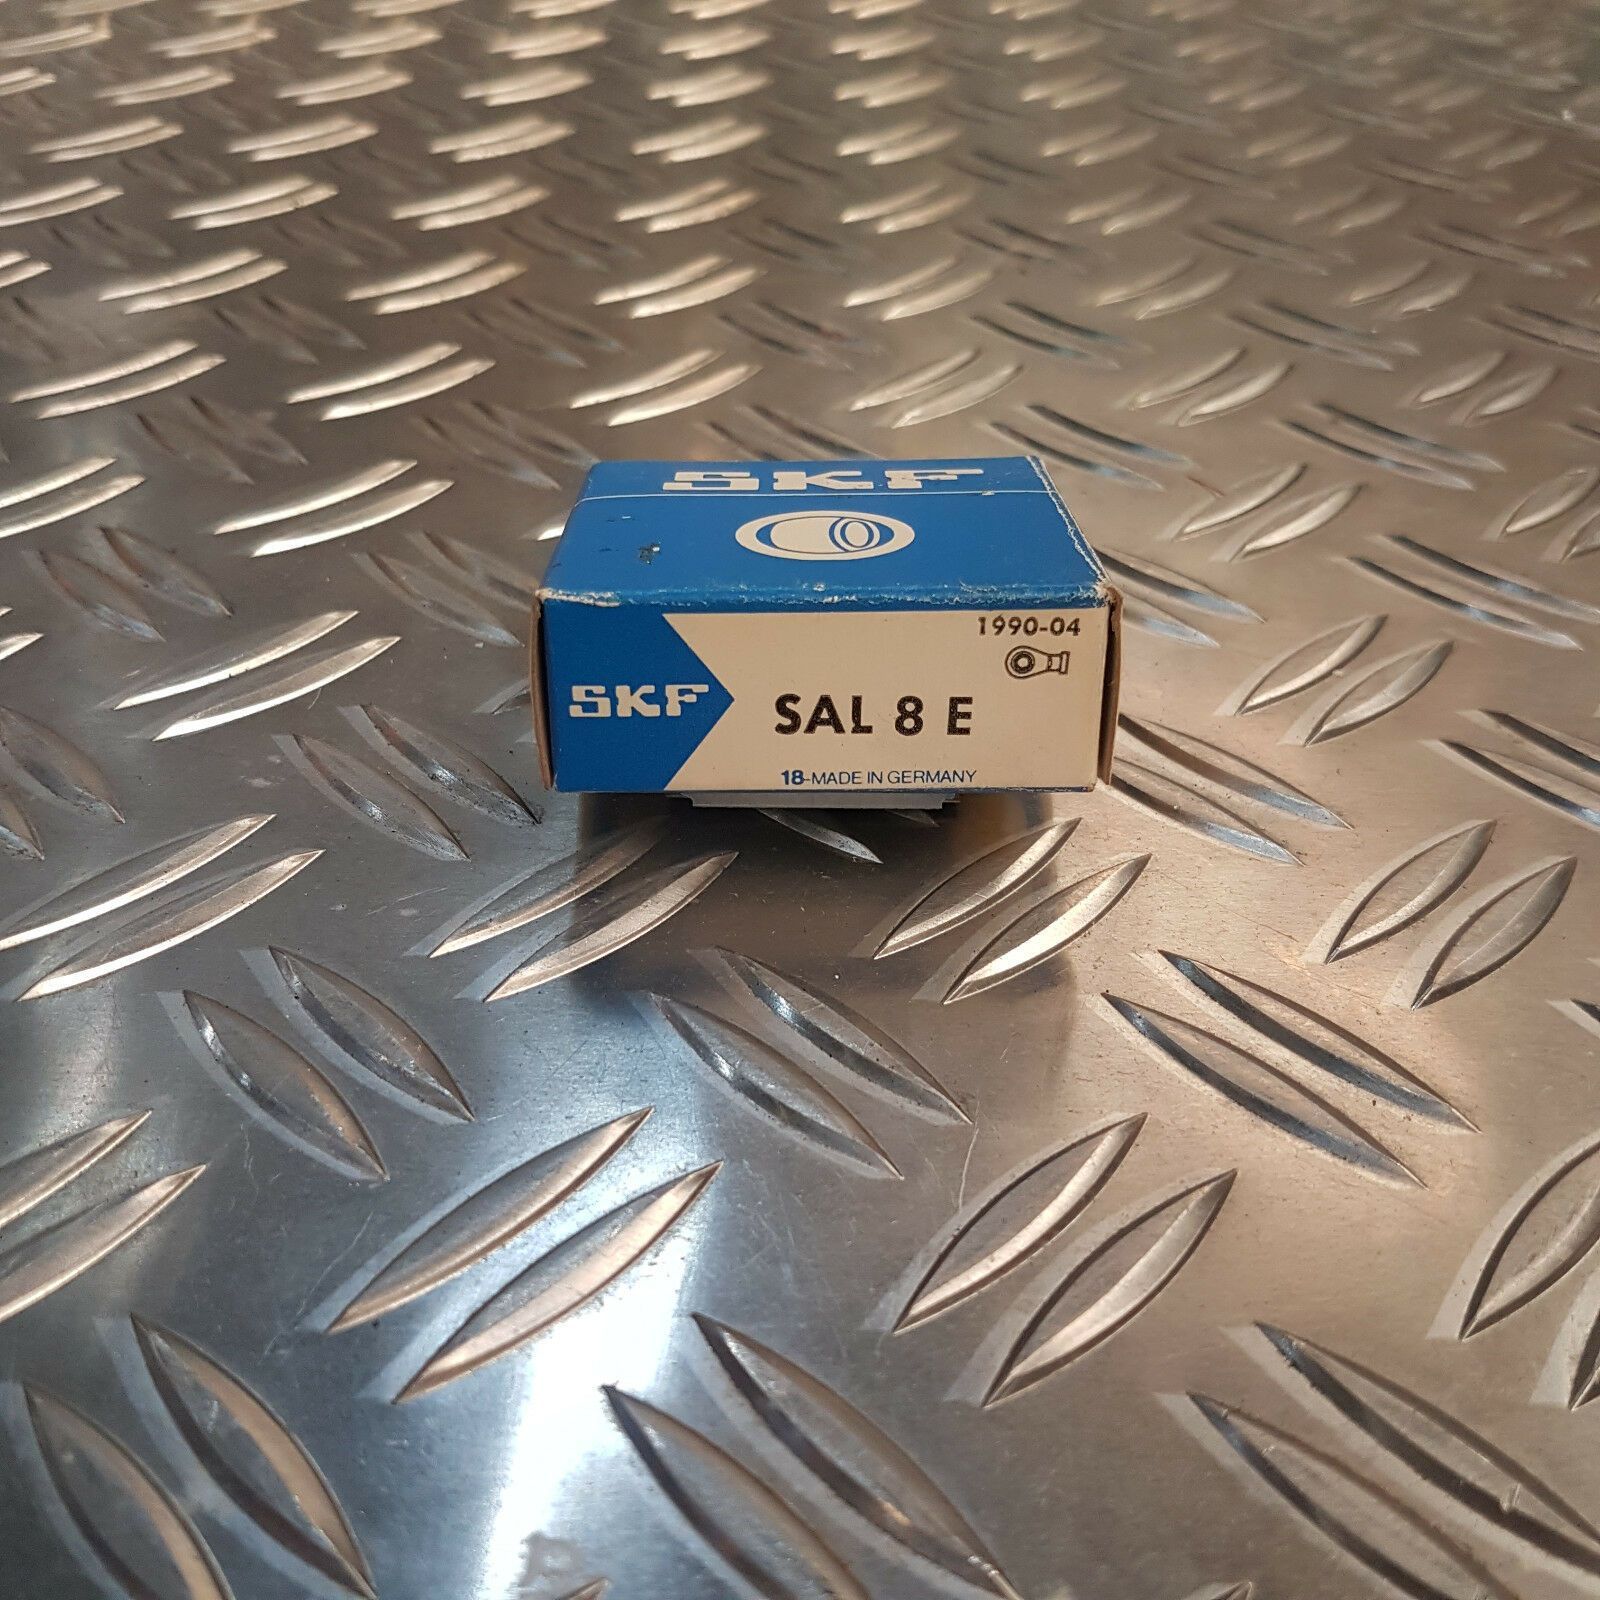 SKF
1990-04
SKF
SAL 8 E
18-MADE IN GERMANY